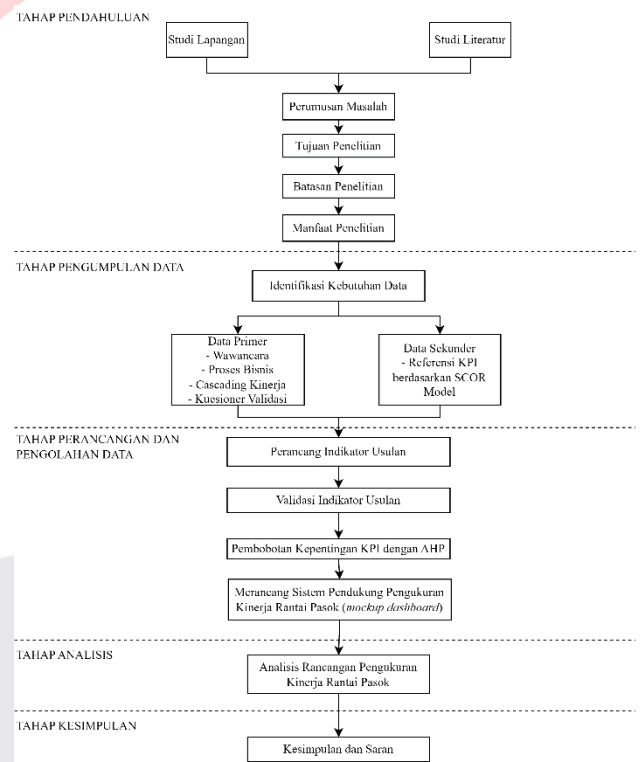 TAHAP PENDAHULUAN
Studi Lapangan
Studi Literatur
Perumusan Masalah
Tujuan Penelitian
Batasan Penelitian
Manfaat Penelitian
TAHAP PENGUMPULAN DATA
Identifikasi Kebutuhan Data
Data Primer
- Wawancara
- Proses Bisnis
- Cascading Kinerja
- Kuesioner Validasi
Data Sekunder
- Referensi KPI
berdasarkan SCOR
Model
TAHAP PERANCANGAN DAN
PENGOLAHAN DATA
Perancang Indikator Usulan
Validasi Indikator Usulan
Pembobotan Kepentingan KPI dengan AHP
Merancang Sistem Pendukung Pengukuran
Kinerja Rantai Pasok (mockup dashboard)
TAHAP ANALISIS
Analisis Rancangan Pengukuran
Kinerja Rantai Pasok
TAHAP KESIMPULAN
Kesimpulan dan Saran